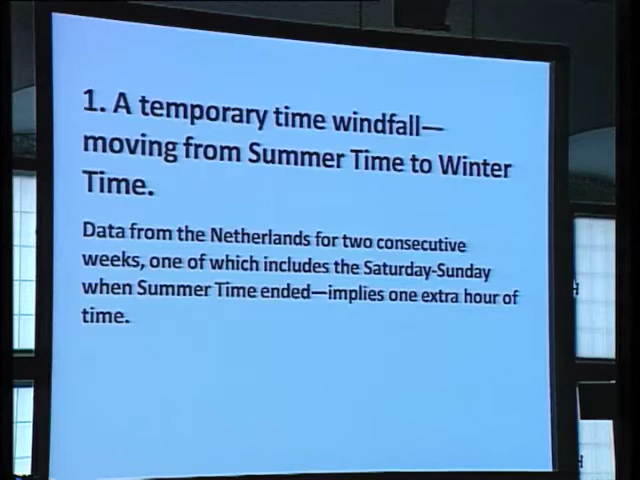 1. A temporary time windfall—
moving from Summer Time to Winter
Time.
Data from the Netherlands for two consecutive
weeks, one of which includes the Saturday-Sunday
when Summer Time ended—implies one extra hour of
time.